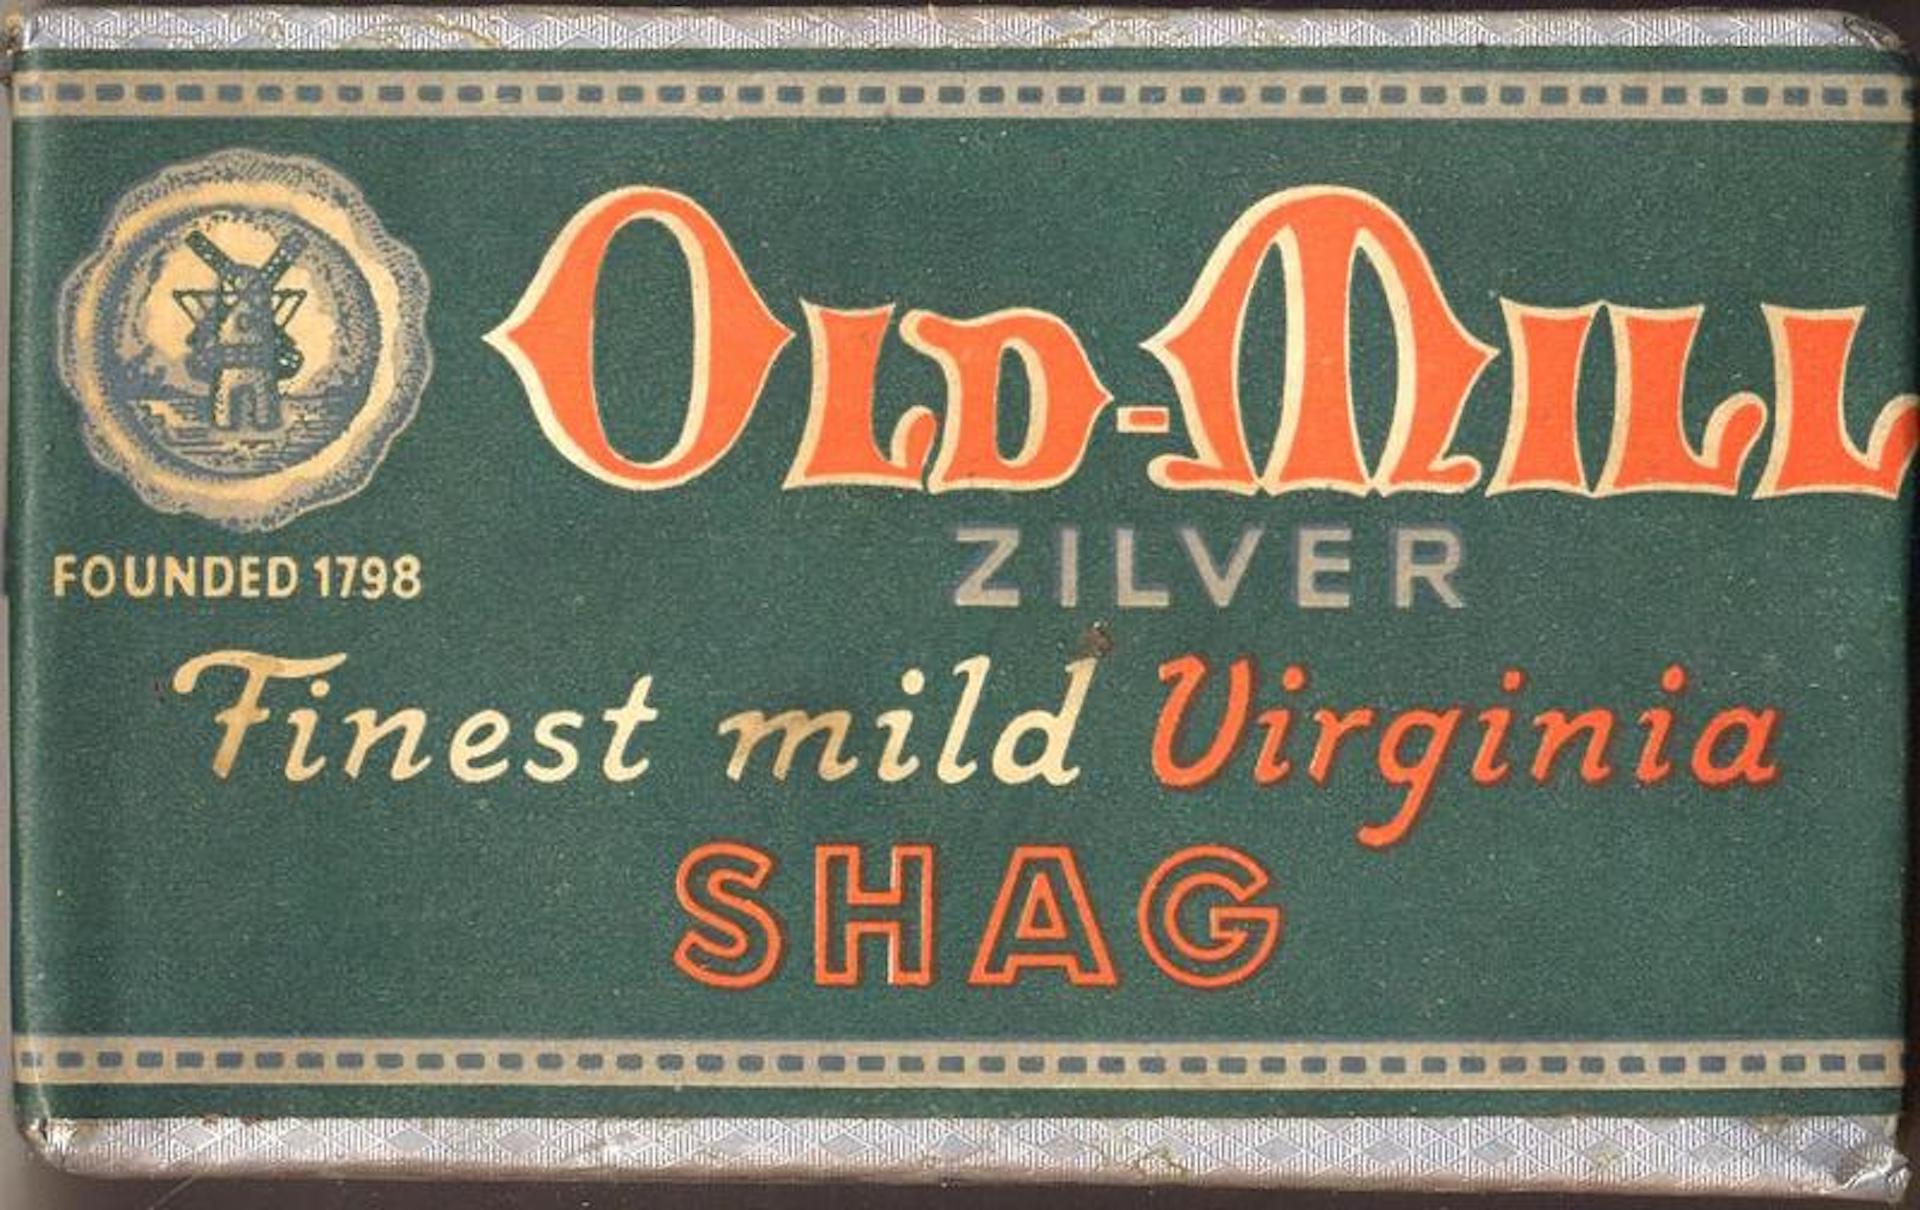 OLD-MILL
ZILVER
FOUNDED 1798
Finest mild Virginia
SHAG